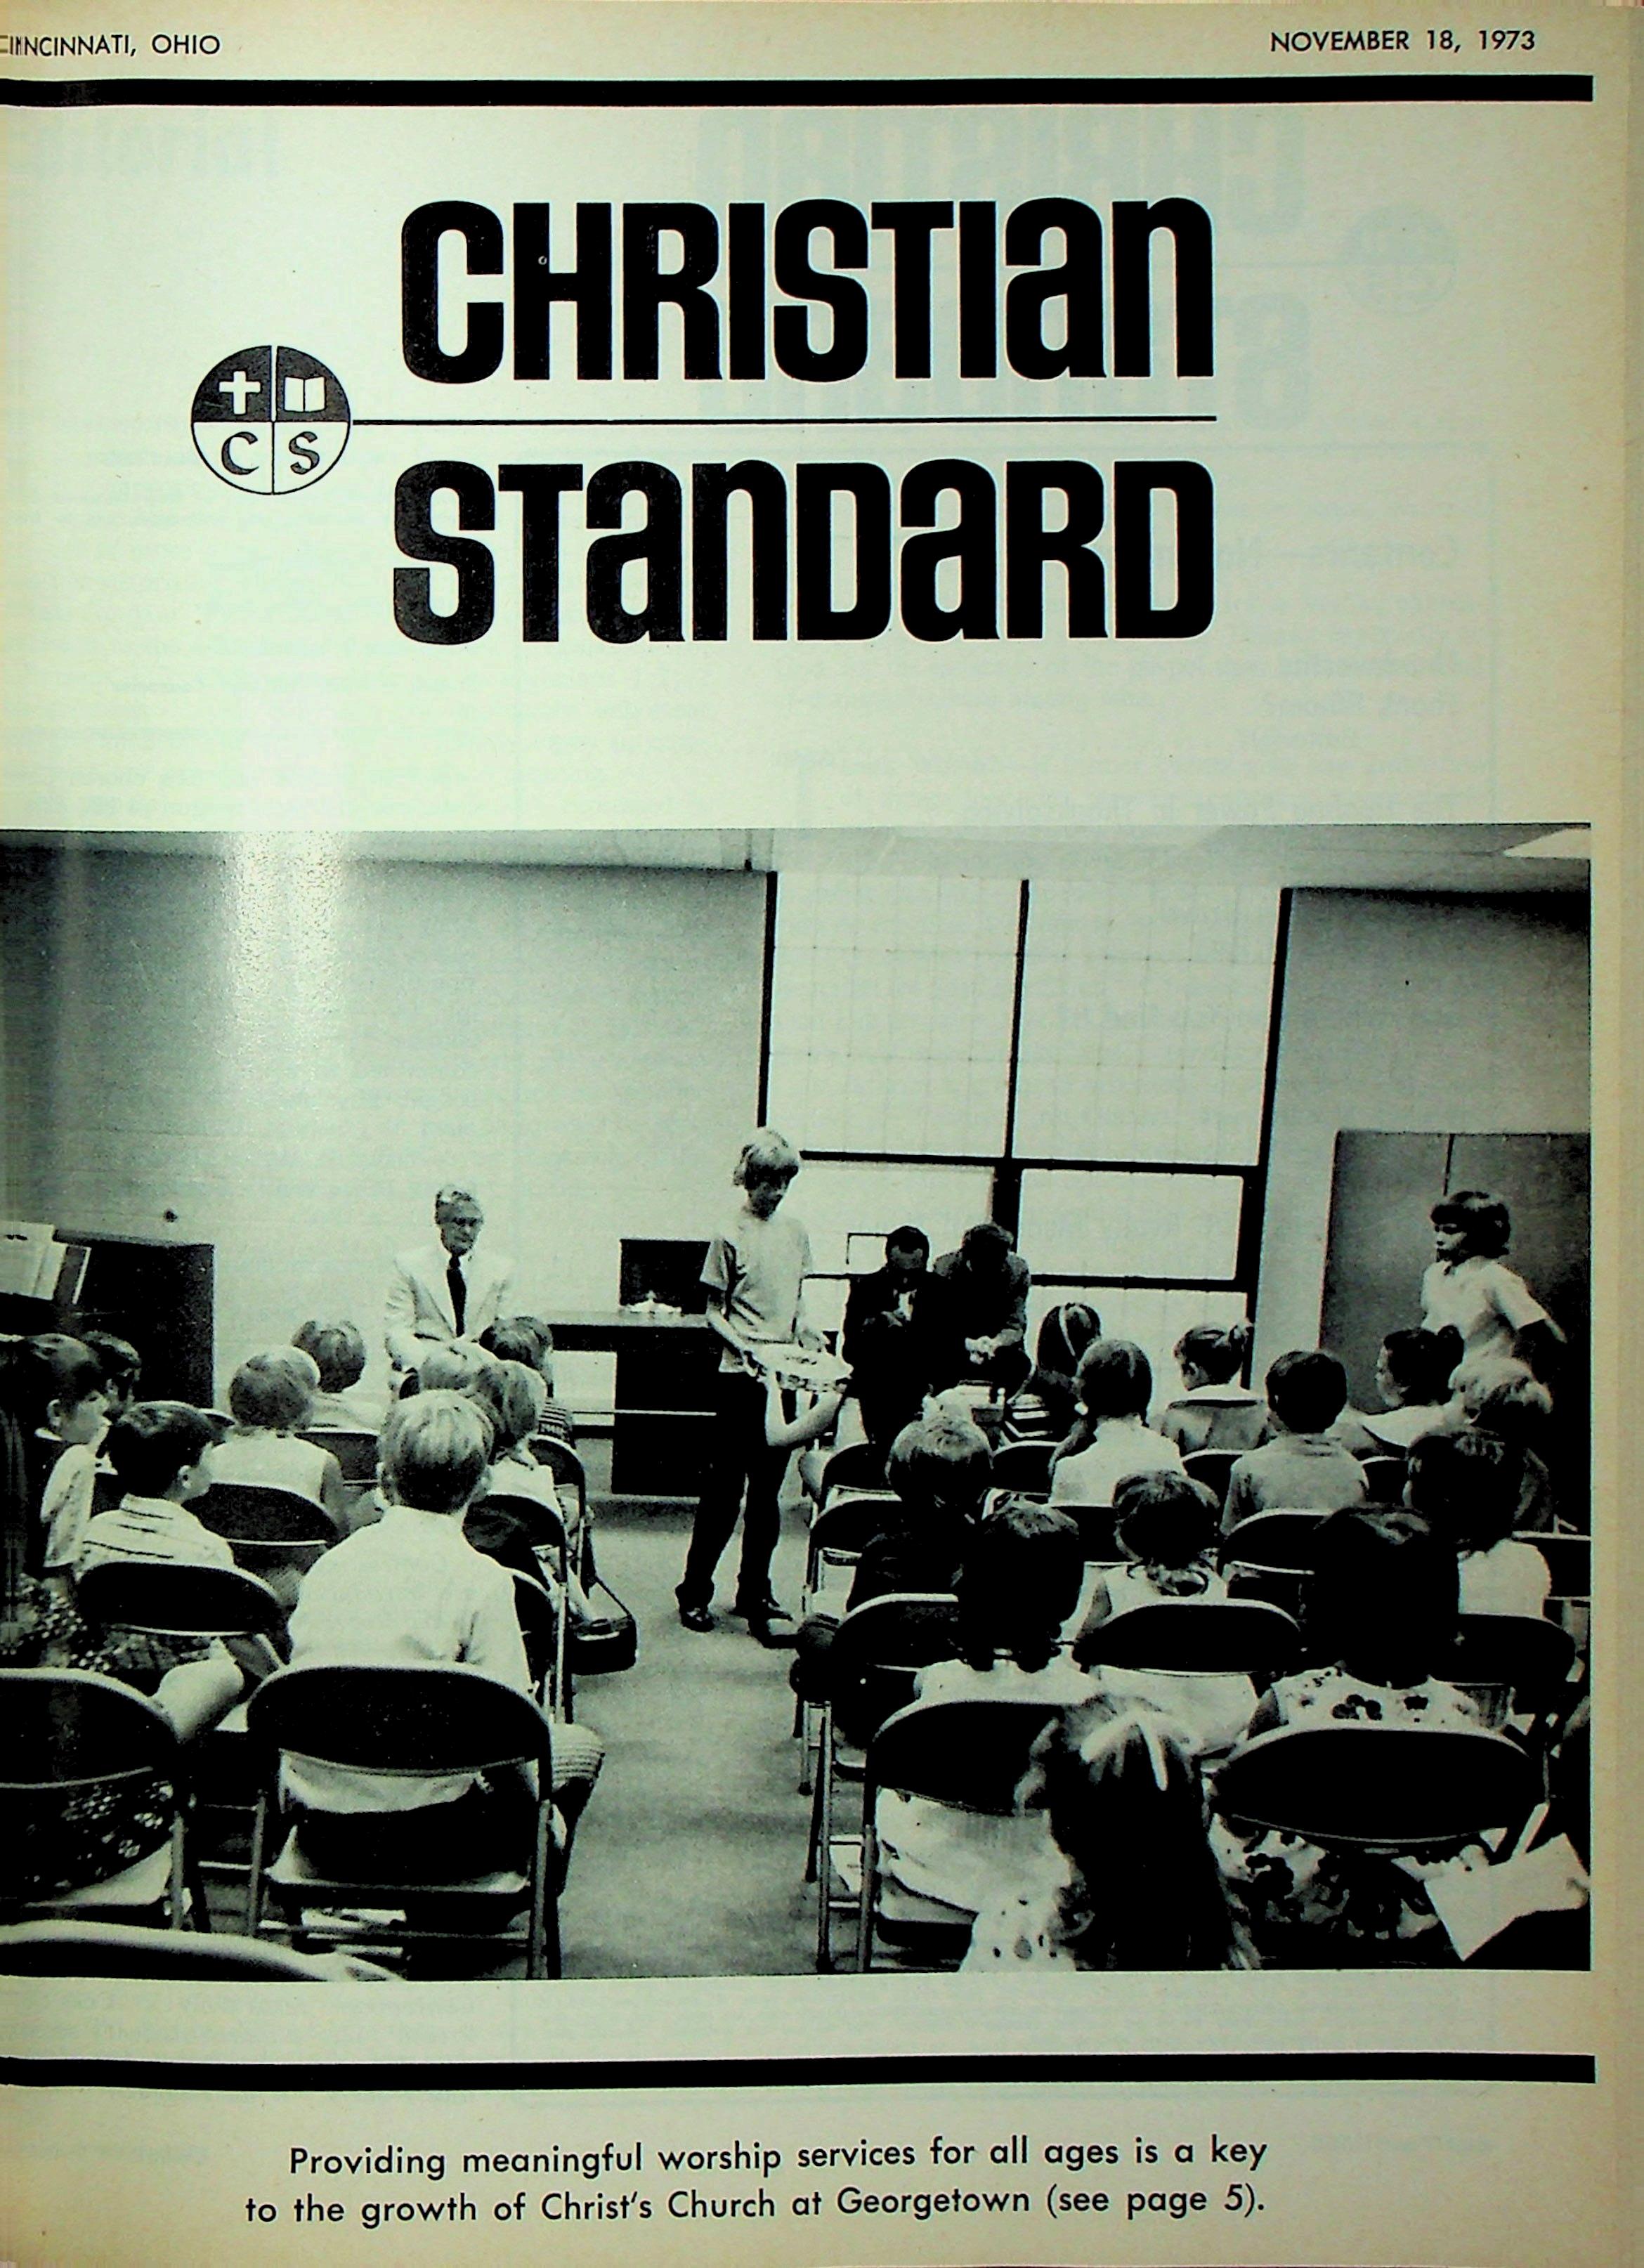 CINCINNATI, OHIO
NOVEMBER 18, 1973
CHRISTIan
C S
STanDaRD
Providing meaningful worship services for all ages is a key
to the growth of Christ's Church at Georgetown (see page 5).